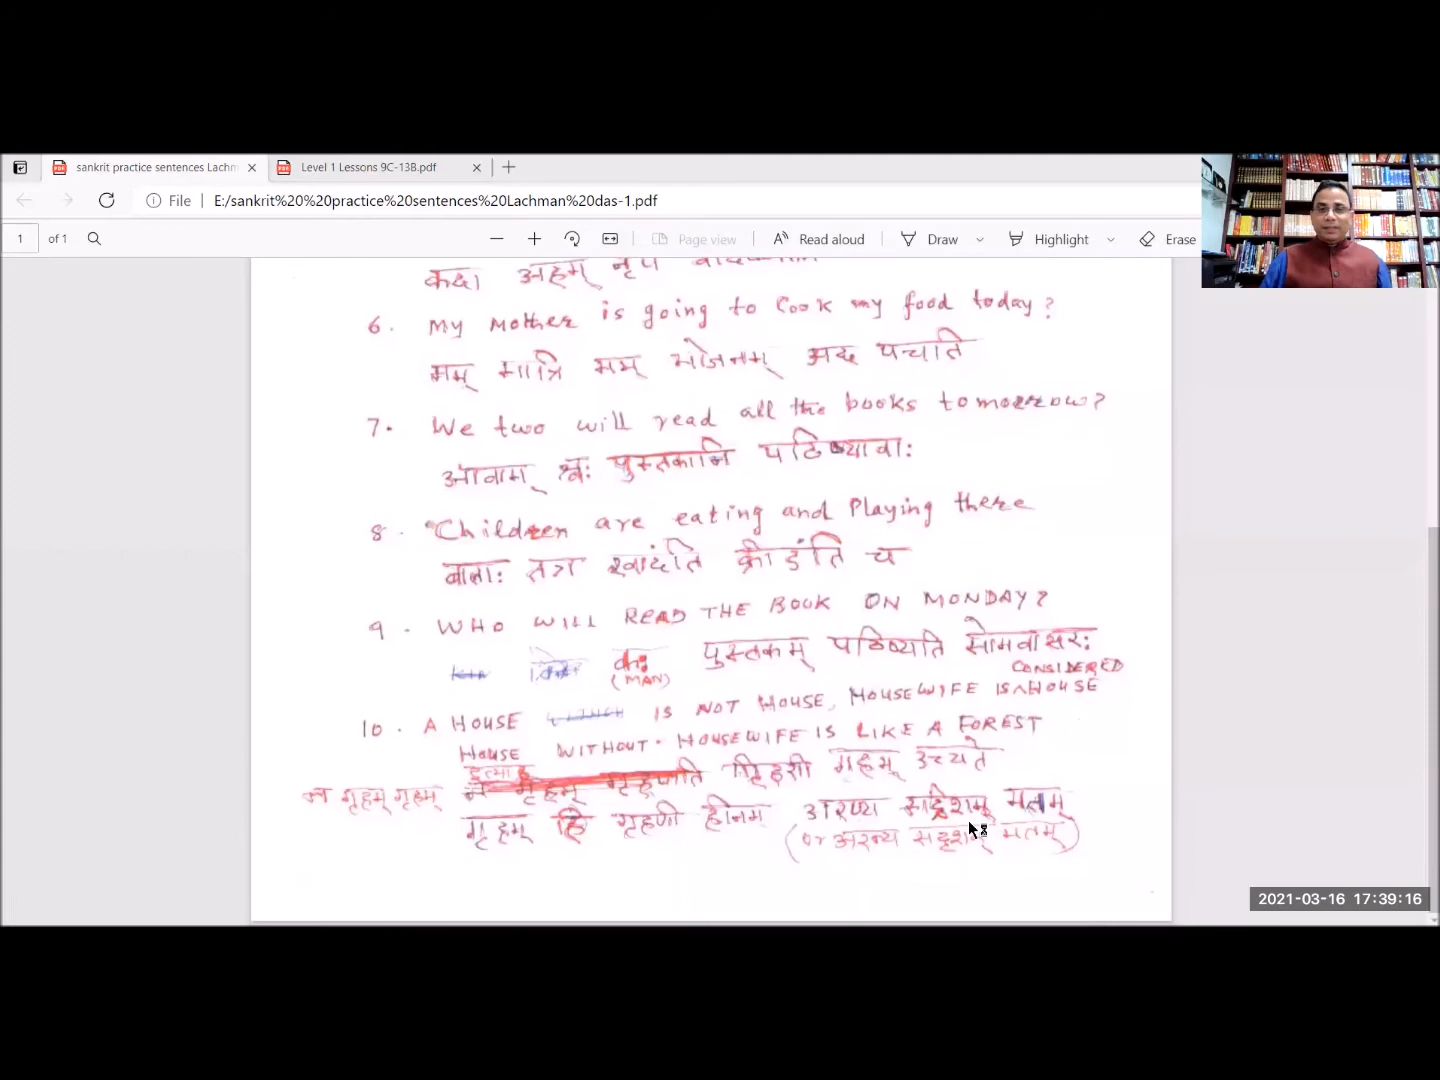 sankrit practice sentences Lachm
Level 1 Lessons 9C-13B.pdf
File
E:/sankrit%20%20practice%20sentences%20Lachman%20das-1.pdf
1 of 1
Page view
Read aloud
Draw
Highlight
Erase
कदा अहम् नृप
6. My Mother is going to Cook my food today?
मम् मात्रि मम् भोजनम् अद्य पचाति
7. We two will read all the books tomorrow?
आवाम् श्वः पुस्तकानि पठिष्यावाः
8. Children are eating and Playing there
बालाः तत्र खादंति क्रीडंति च
9. WHO WILL READ THE BOOK ON MONDAY?
कः पुस्तकम् पठिष्यति सोमवासरः
(MAN)
CONSIDERED
10. A HOUSE IS NOT HOUSE, HOUSEWIFE IS ^ HOUSE
HOUSE WITHOUT HOUSEWIFE IS LIKE A FOREST
न गृहम् गृहम् गृहम् उच्यते
गृहम् हि गृहणी हीनम अरण्य सद्रिशम् मतम्
(or अरन्य सदृशम् मतम्)
2021-03-16 17:39:16